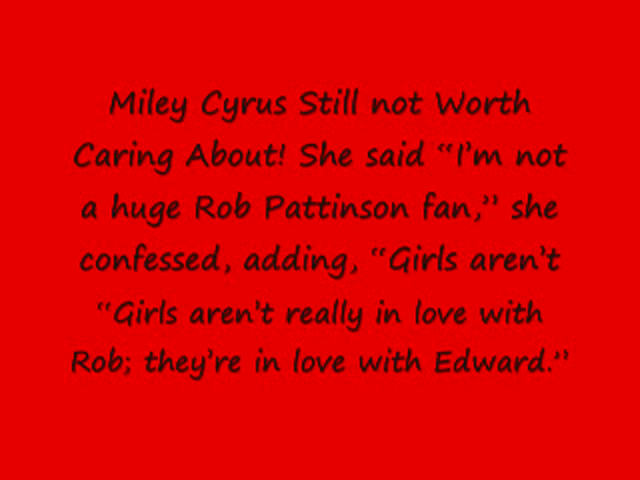 Miley Cyrus Still not Worth
Caring About! She said “I’m not
a huge Rob Pattinson fan,” she
confessed, adding, “Girls aren’t
“Girls aren’t really in love with
Rob; they’re in love with Edward.”